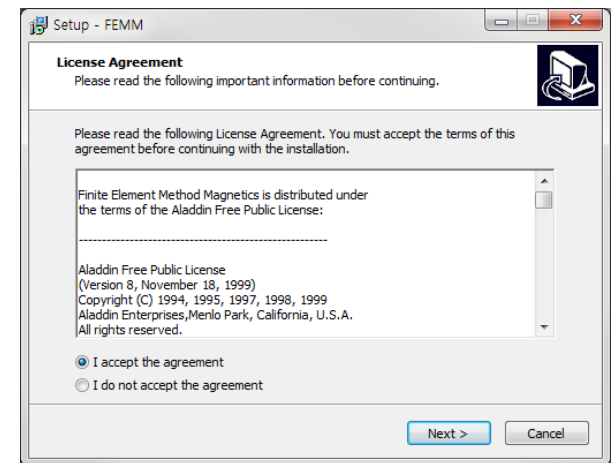 Setup - FEMM
License Agreement
Please read the following important information before continuing.
Please read the following License Agreement. You must accept the terms of this
agreement before continuing with the installation.
Finite Element Method Magnetics is distributed under
the terms of the Aladdin Free Public License:
------------------------------------------------------
Aladdin Free Public License
(Version 8, November 18, 1999)
Copyright (C) 1994, 1995, 1997, 1998, 1999
Aladdin Enterprises,Menlo Park, California, U.S.A.
All rights reserved.
I accept the agreement
I do not accept the agreement
Next >
Cancel